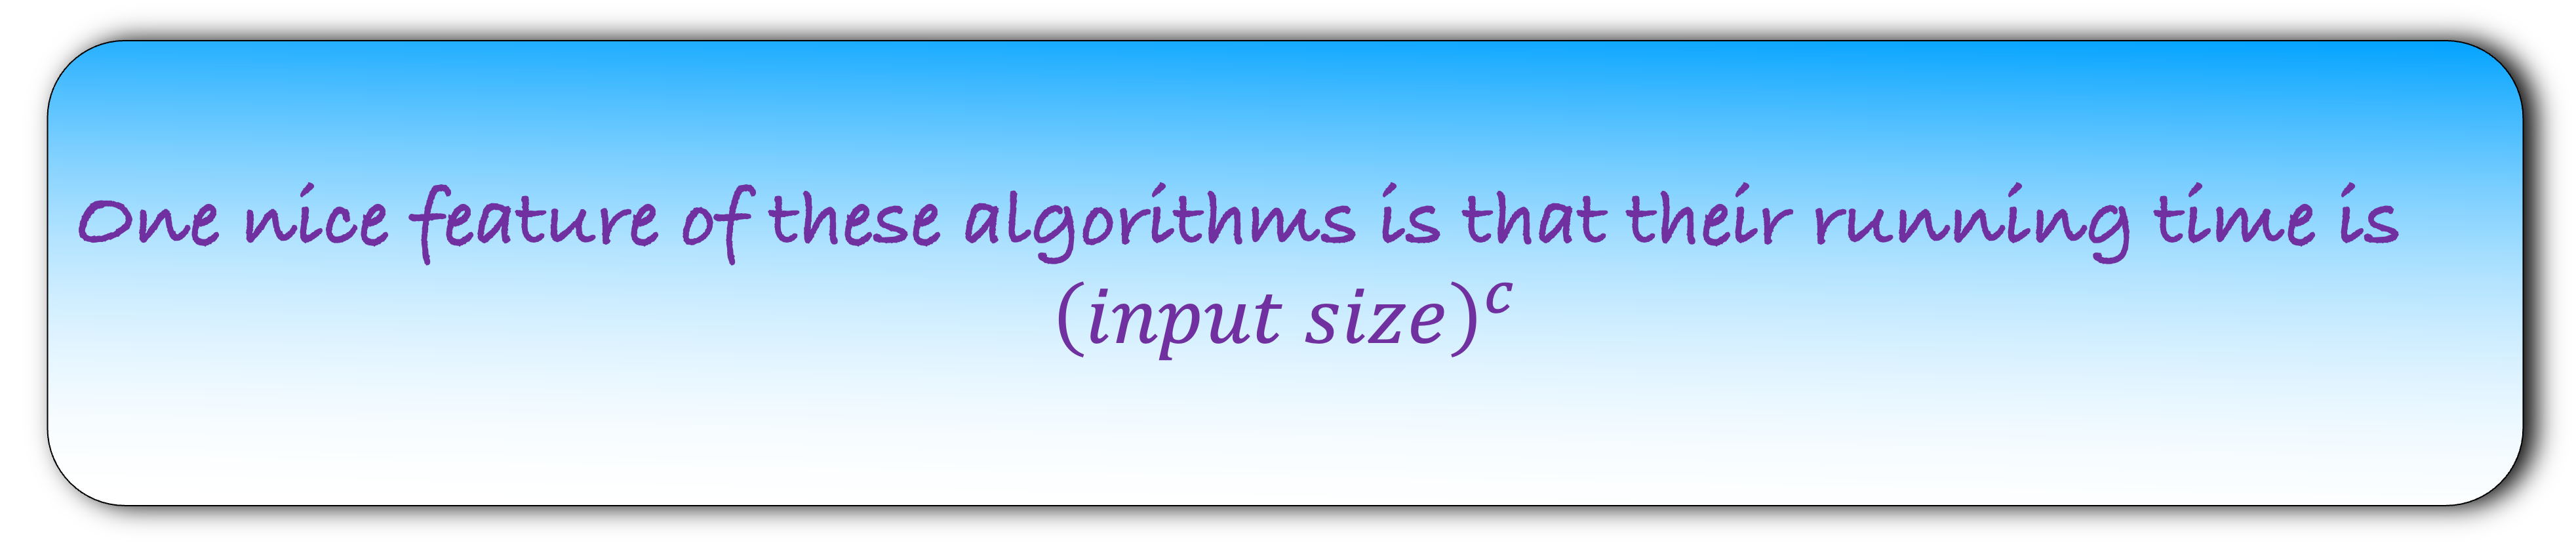 One nice feature of these algorithms is that their running time is
(input size)^c